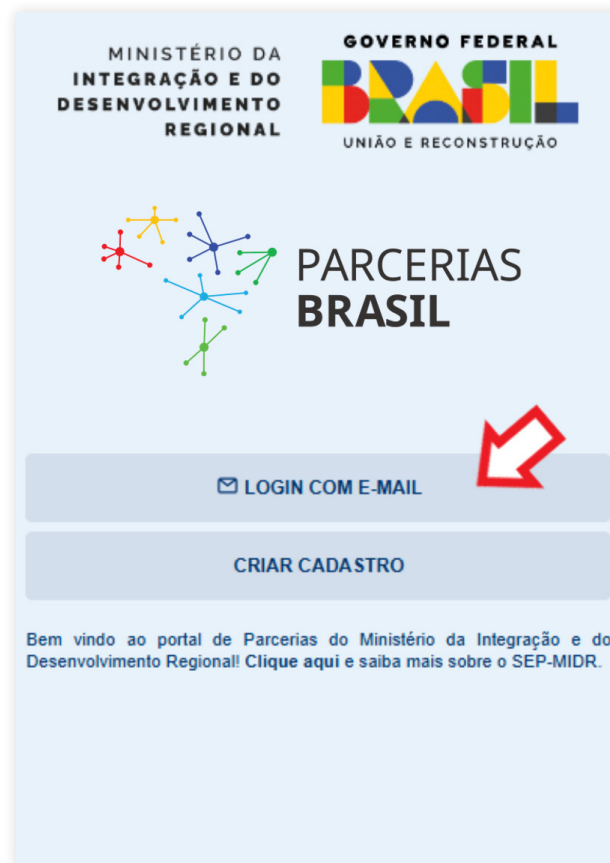 MINISTÉRIO DA
INTEGRAÇÃO E DO
DESENVOLVIMENTO
REGIONAL
GOVERNO FEDERAL
BRASIL
UNIÃO E RECONSTRUÇÃO
PARCERIAS
BRASIL
LOGIN COM E-MAIL
CRIAR CADASTRO
Bem vindo ao portal de Parcerias do Ministério da Integração e do
Desenvolvimento Regional! Clique aqui e saiba mais sobre o SEP-MIDR.